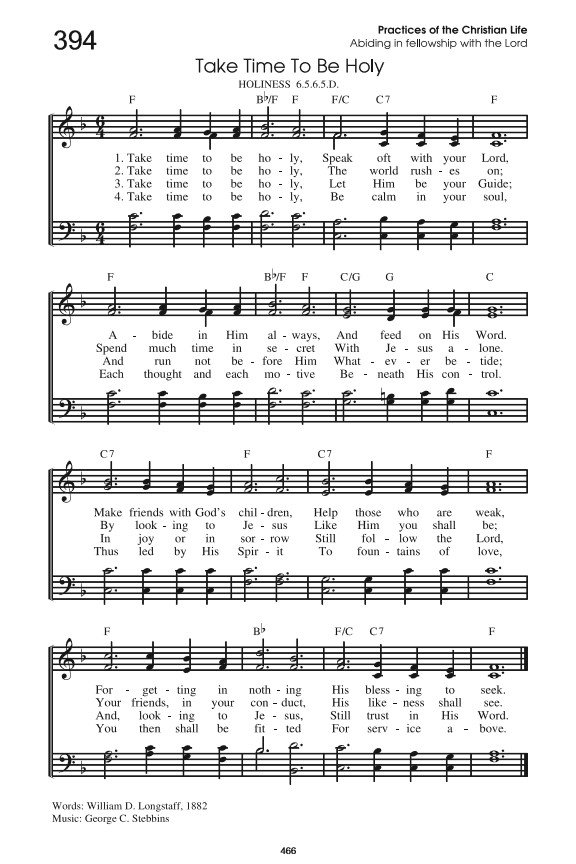 394
Practices of the Christian Life
Abiding in fellowship with the Lord
Take Time To Be Holy
HOLINESS 6.5.6.5.D.
F B♭/F F F/C C7 F
6/4
1. Take time to be ho - ly, Speak oft with your Lord,
2. Take time to be ho - ly, The world rush - es on;
3. Take time to be ho - ly, Let Him be your Guide;
4. Take time to be ho - ly, Be calm in your soul,
6/4
F B♭/F F C/G G C
A - bide in Him al - ways, And feed on His Word.
Spend much time in se - cret With Je - sus a - lone.
And run not be - fore Him What - ev - er be - tide;
Each thought and each mo - tive Be - neath His con - trol.
C7 F C7 F
Make friends with God's chil - dren, Help those who are weak,
By look - ing to Je - sus Like Him you shall be;
In joy or in sor - row Still fol - low the Lord,
Thus led by His Spir - it To foun - tains of love,
F B♭ F/C C7 F
For - get - ting in noth - ing His bless - ing to seek.
Your friends, in your con - duct, His like - ness shall see.
And, look - ing to Je - sus, Still trust in His Word.
You then shall be fit - ted For serv - ice a - bove.
Words: William D. Longstaff, 1882
Music: George C. Stebbins
466